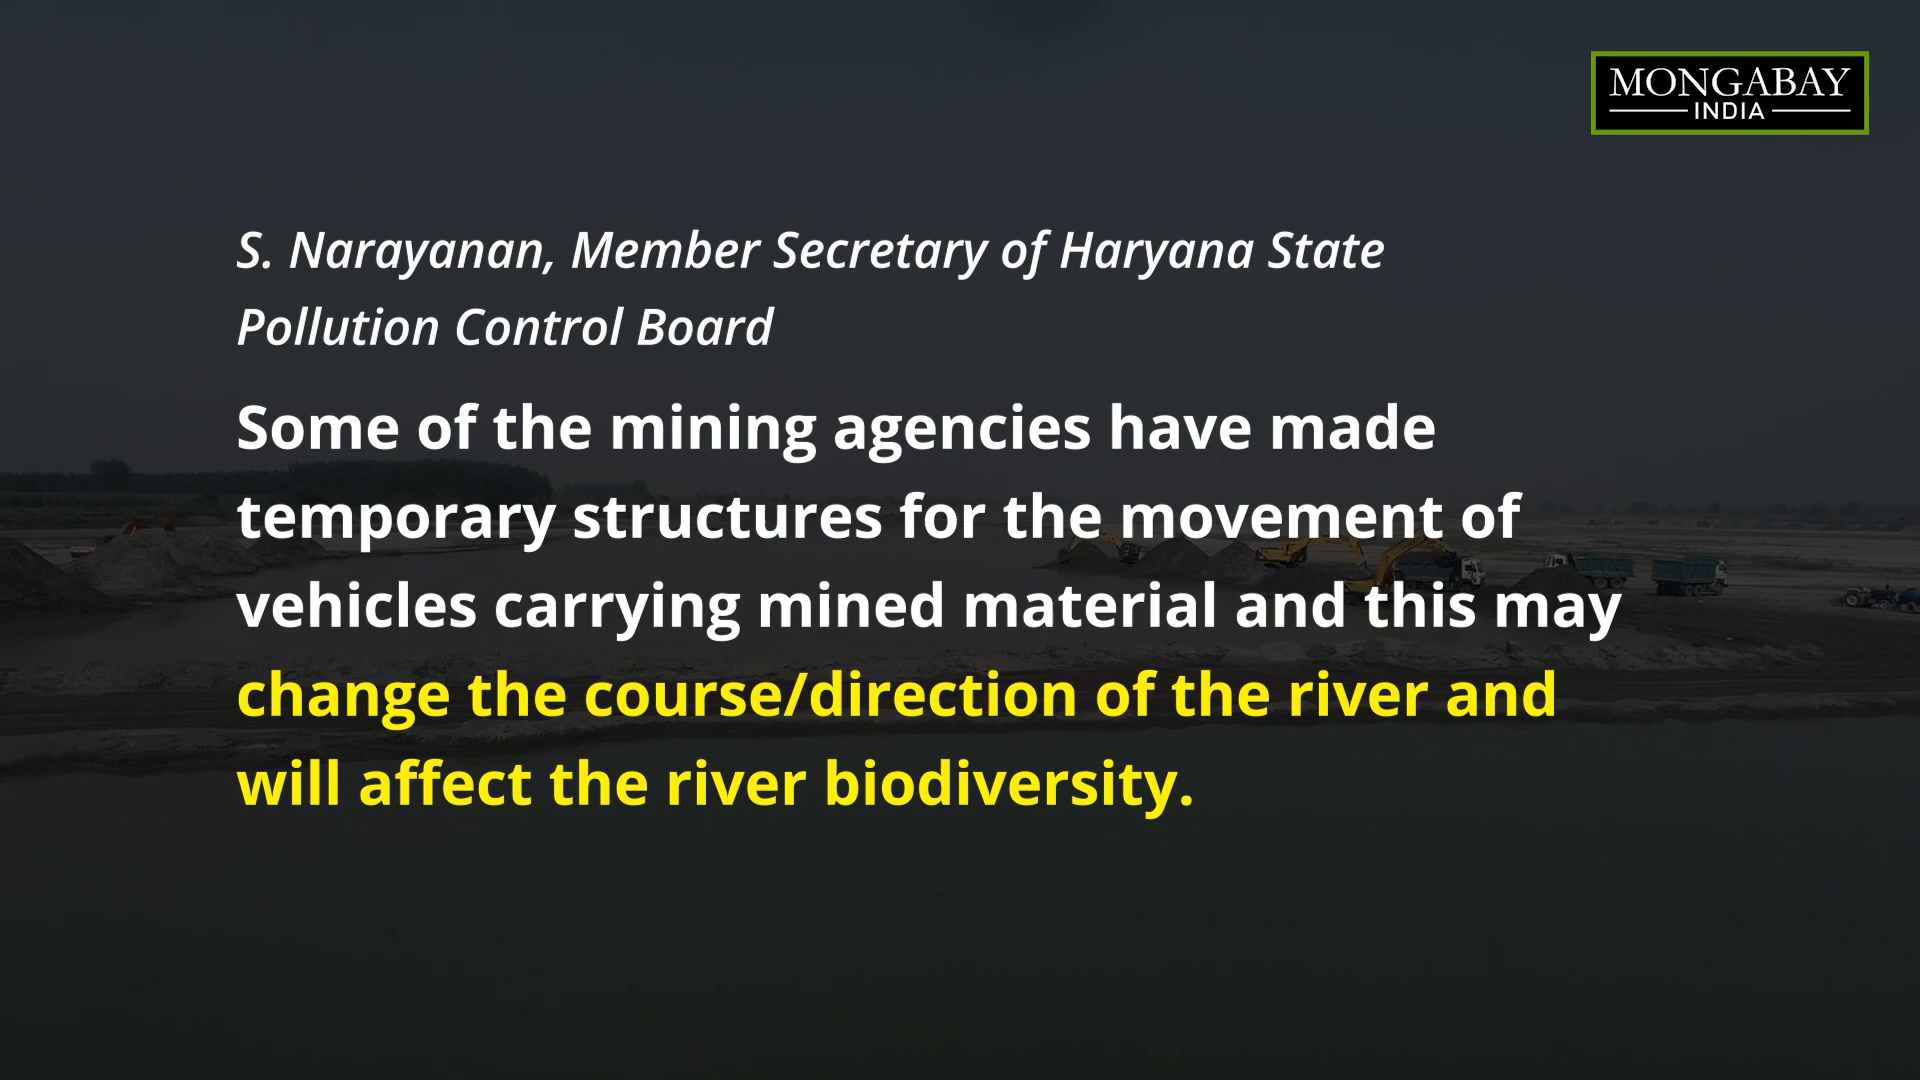 MONGABAY
INDIA
S. Narayanan, Member Secretary of Haryana State
Pollution Control Board
Some of the mining agencies have made
temporary structures for the movement of
vehicles carrying mined material and this may
change the course/direction of the river and
will affect the river biodiversity.